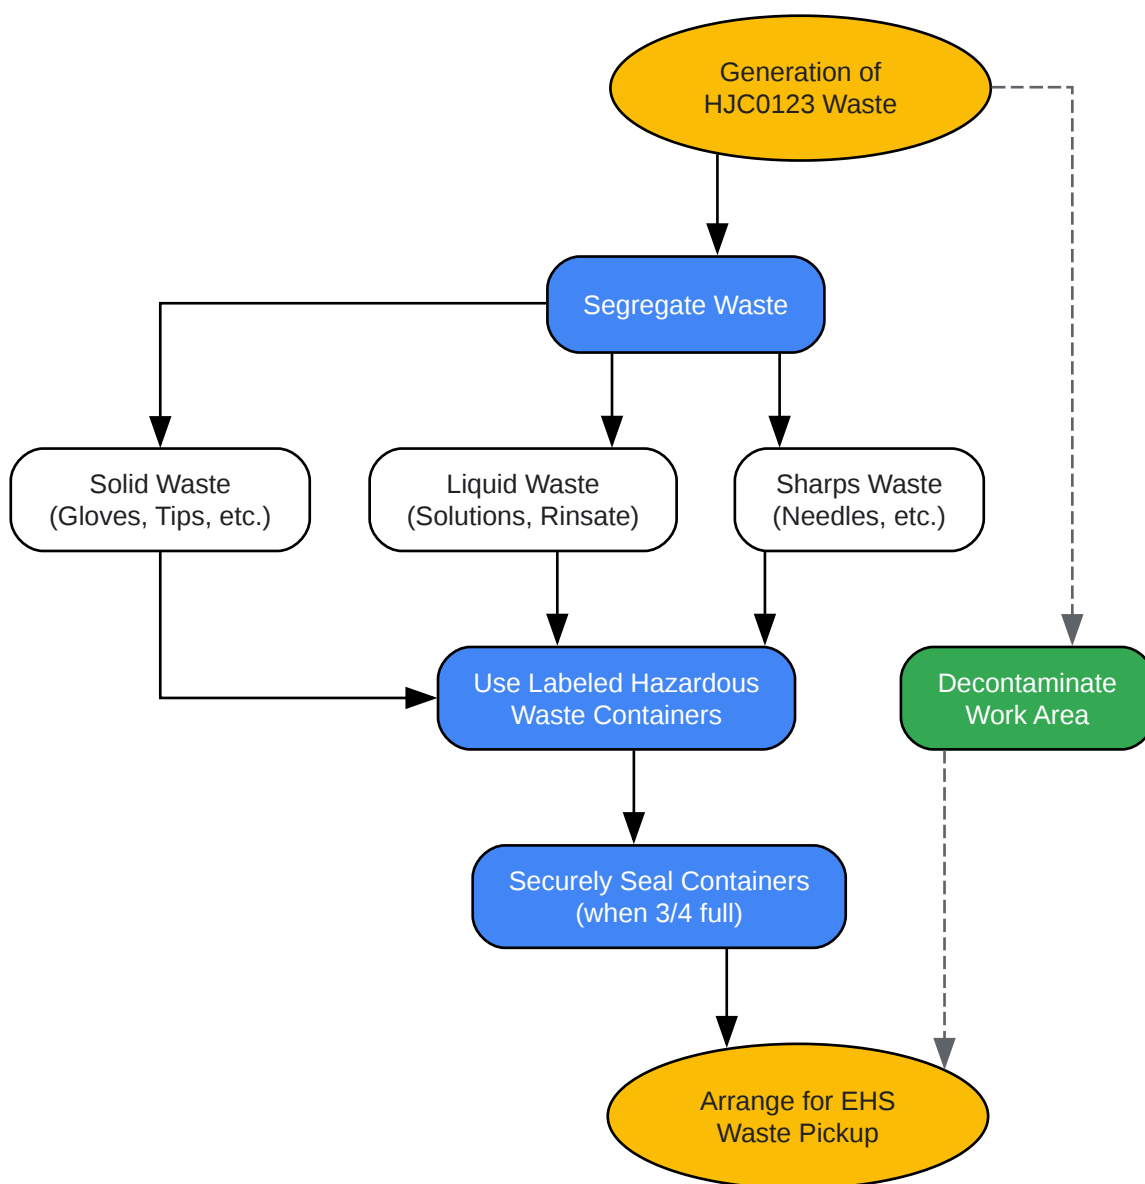 Generation of
HJC0123 Waste
Segregate Waste
Solid Waste
(Gloves, Tips, etc.)
Liquid Waste
(Solutions, Rinsate)
Sharps Waste
(Needles, etc.)
Use Labeled Hazardous
Waste Containers
Decontaminate
Work Area
Securely Seal Containers
(when 3/4 full)
Arrange for EHS
Waste Pickup